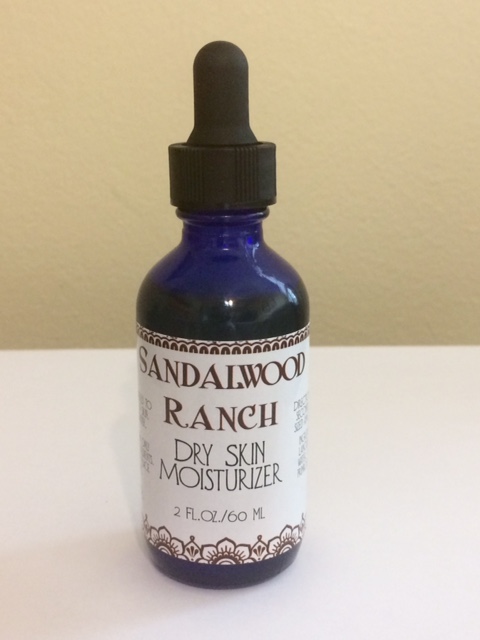 SANDALWOOD
RANCH
DRY SKIN
MOISTURIZER
2 FL.OZ./60 ML